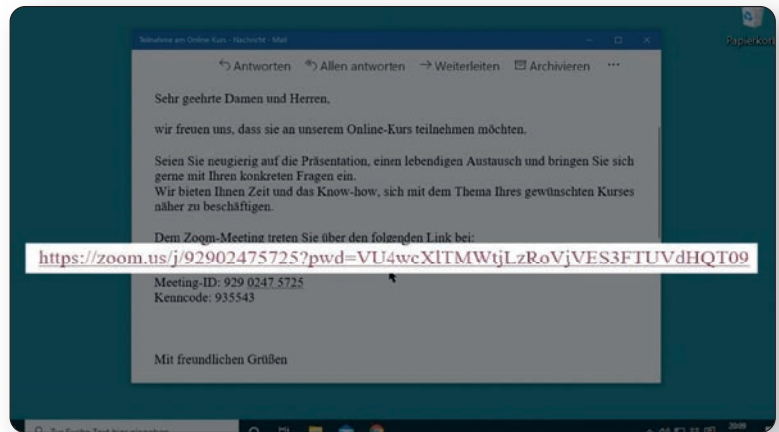 Teilnahme am Online-Kurs - Nachricht - Mail
Papierkorb
Antworten Allen antworten Weiterleiten Archivieren ...
Sehr geehrte Damen und Herren,
wir freuen uns, dass sie an unserem Online-Kurs teilnehmen möchten.
Seien Sie neugierig auf die Präsentation, einen lebendigen Austausch und bringen Sie sich
gerne mit Ihren konkreten Fragen ein.
Wir bieten Ihnen Zeit und das Know-how, sich mit dem Thema Ihres gewünschten Kurses
näher zu beschäftigen.
Dem Zoom-Meeting treten Sie über den folgenden Link bei:
https://zoom.us/j/92902475725?pwd=VU4wcXlTMWtjLzRoVjVES3FTUVdHQT09
Meeting-ID: 929 0247 5725
Kenncode: 935543
Mit freundlichen Grüßen
20:09